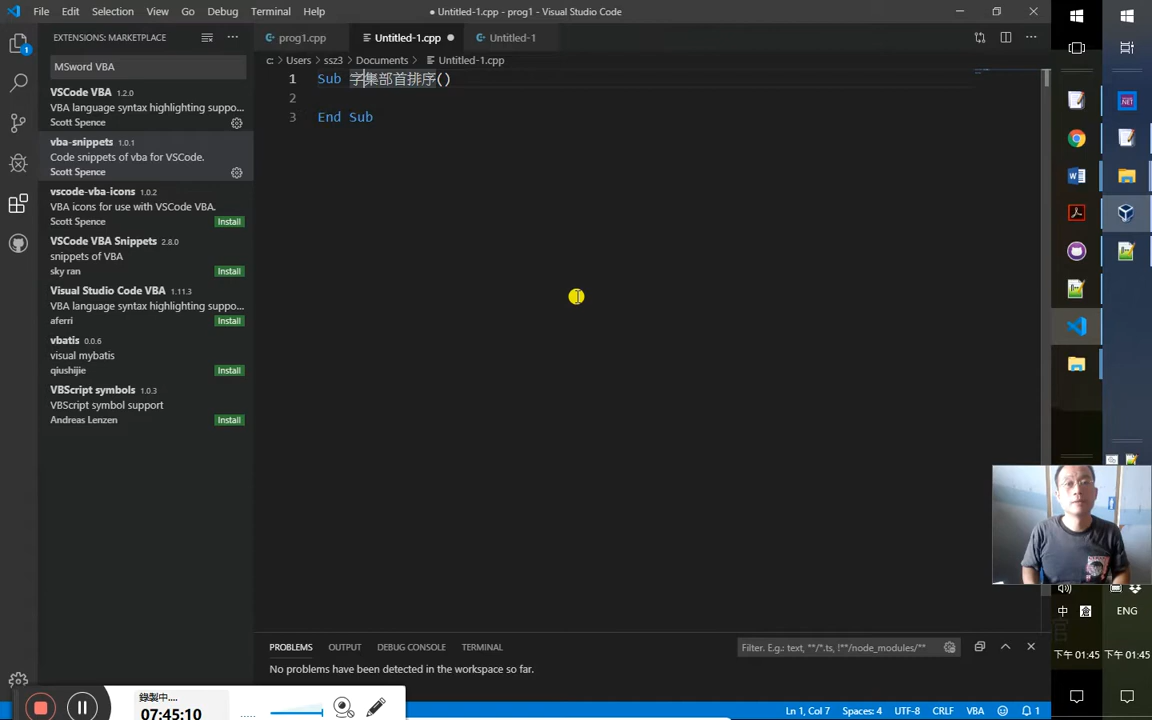 File Edit Selection View Go Debug Terminal Help
● Untitled-1.cpp - prog1 - Visual Studio Code
EXTENSIONS: MARKETPLACE
MSword VBA
VSCode VBA 1.2.0
VBA language syntax highlighting suppo...
Scott Spence
vba-snippets 1.0.1
Code snippets of vba for VSCode.
Scott Spence
vscode-vba-icons 1.0.2
VBA icons for use with VSCode VBA.
Scott Spence Install
VSCode VBA Snippets 2.8.0
snippets of VBA
sky ran Install
Visual Studio Code VBA 1.11.3
VBA language syntax highlighting suppo...
aferri Install
vbatis 0.0.6
visual mybatis
qiushijie Install
VBScript symbols 1.0.3
VBScript symbol support
Andreas Lenzen Install
prog1.cpp Untitled-1.cpp ● Untitled-1
c: > Users > ssz3 > Documents > Untitled-1.cpp
1 Sub 字集部首排序()
2
3 End Sub
PROBLEMS OUTPUT DEBUG CONSOLE TERMINAL
Filter. E.g.: text, **/*.ts, !**/node_modules/**
No problems have been detected in the workspace so far.
Ln 1, Col 7 Spaces: 4 UTF-8 CRLF VBA 1
錄製中....
07:45:10
中 倉 ENG
下午 01:45 下午 01:45